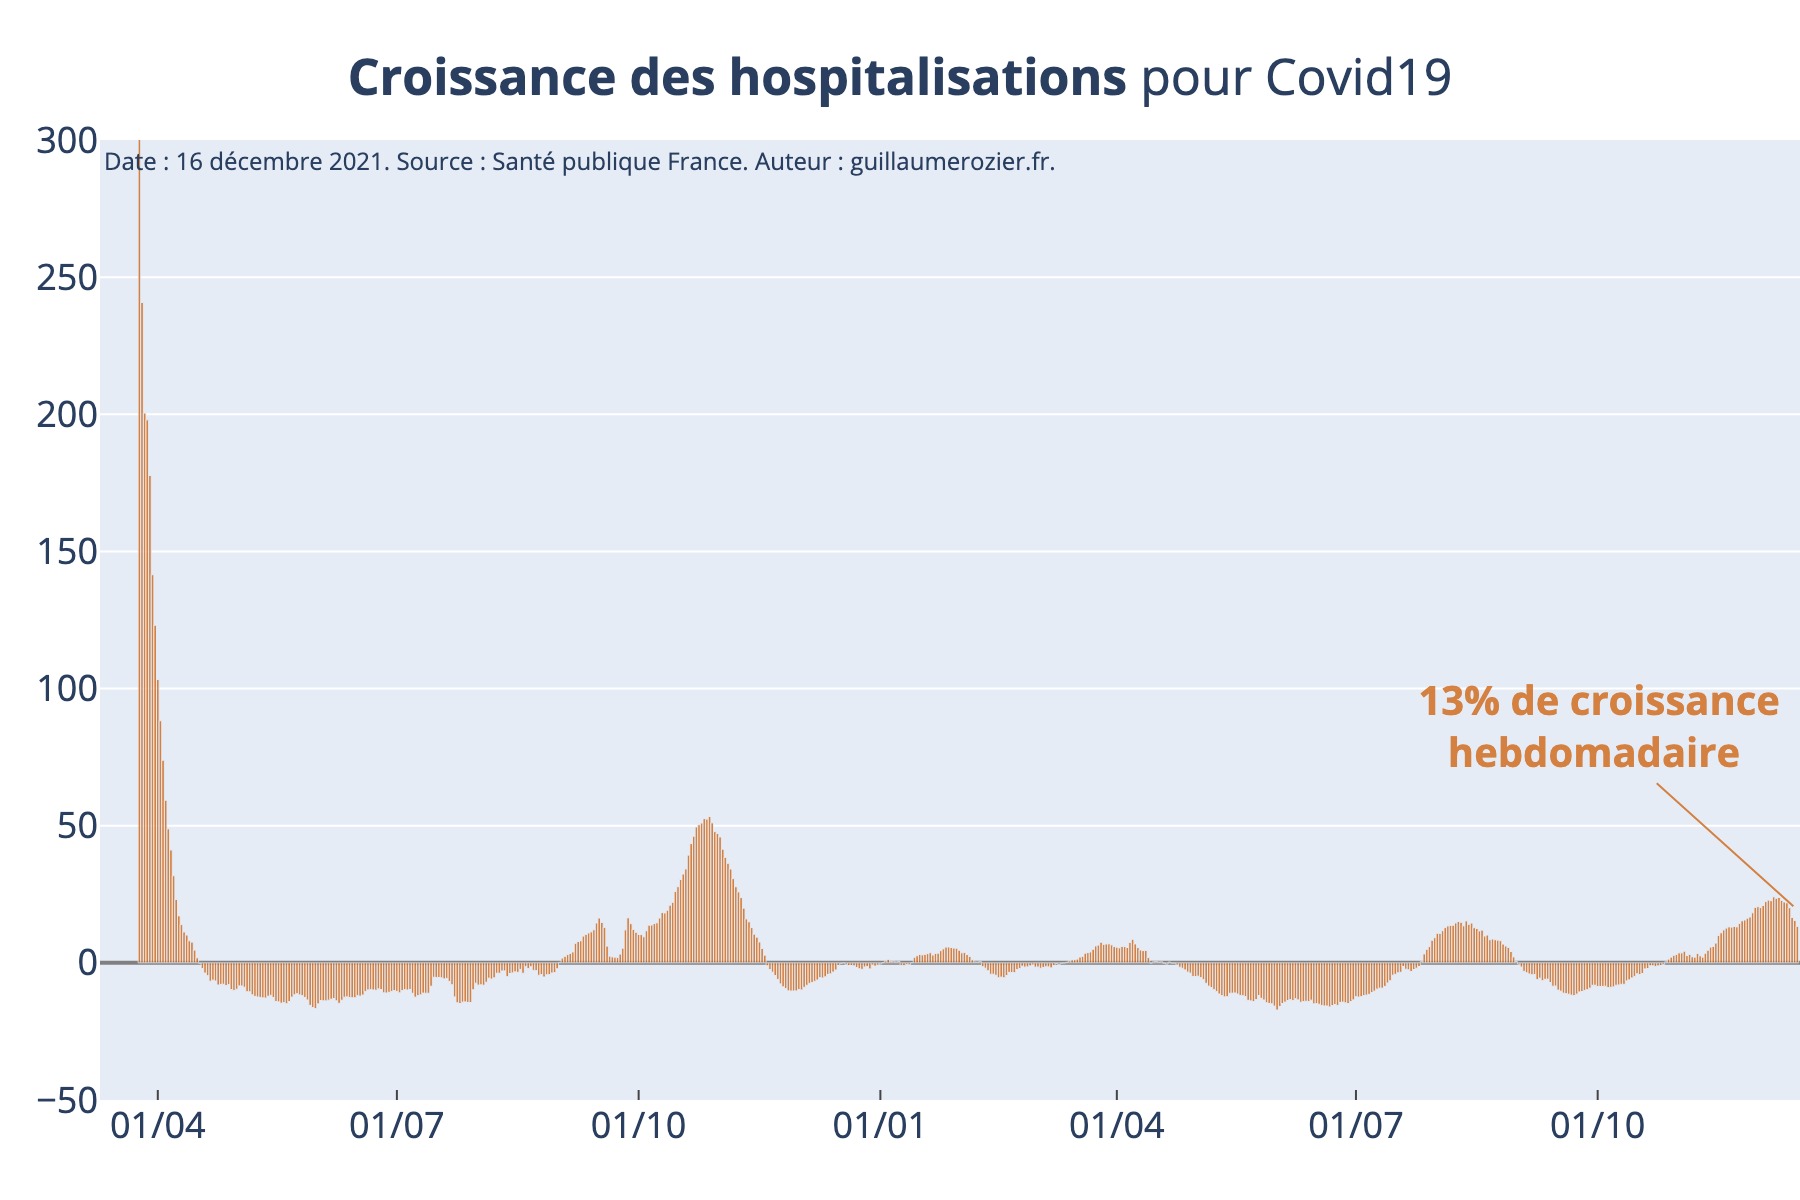 Croissance des hospitalisations pour Covid19
300
Date : 16 décembre 2021. Source : Santé publique France. Auteur : guillaumerozier.fr.
250
200
150
100
13% de croissance
hebdomadaire
50
0
−50
01/04 01/07 01/10 01/01 01/04 01/07 01/10